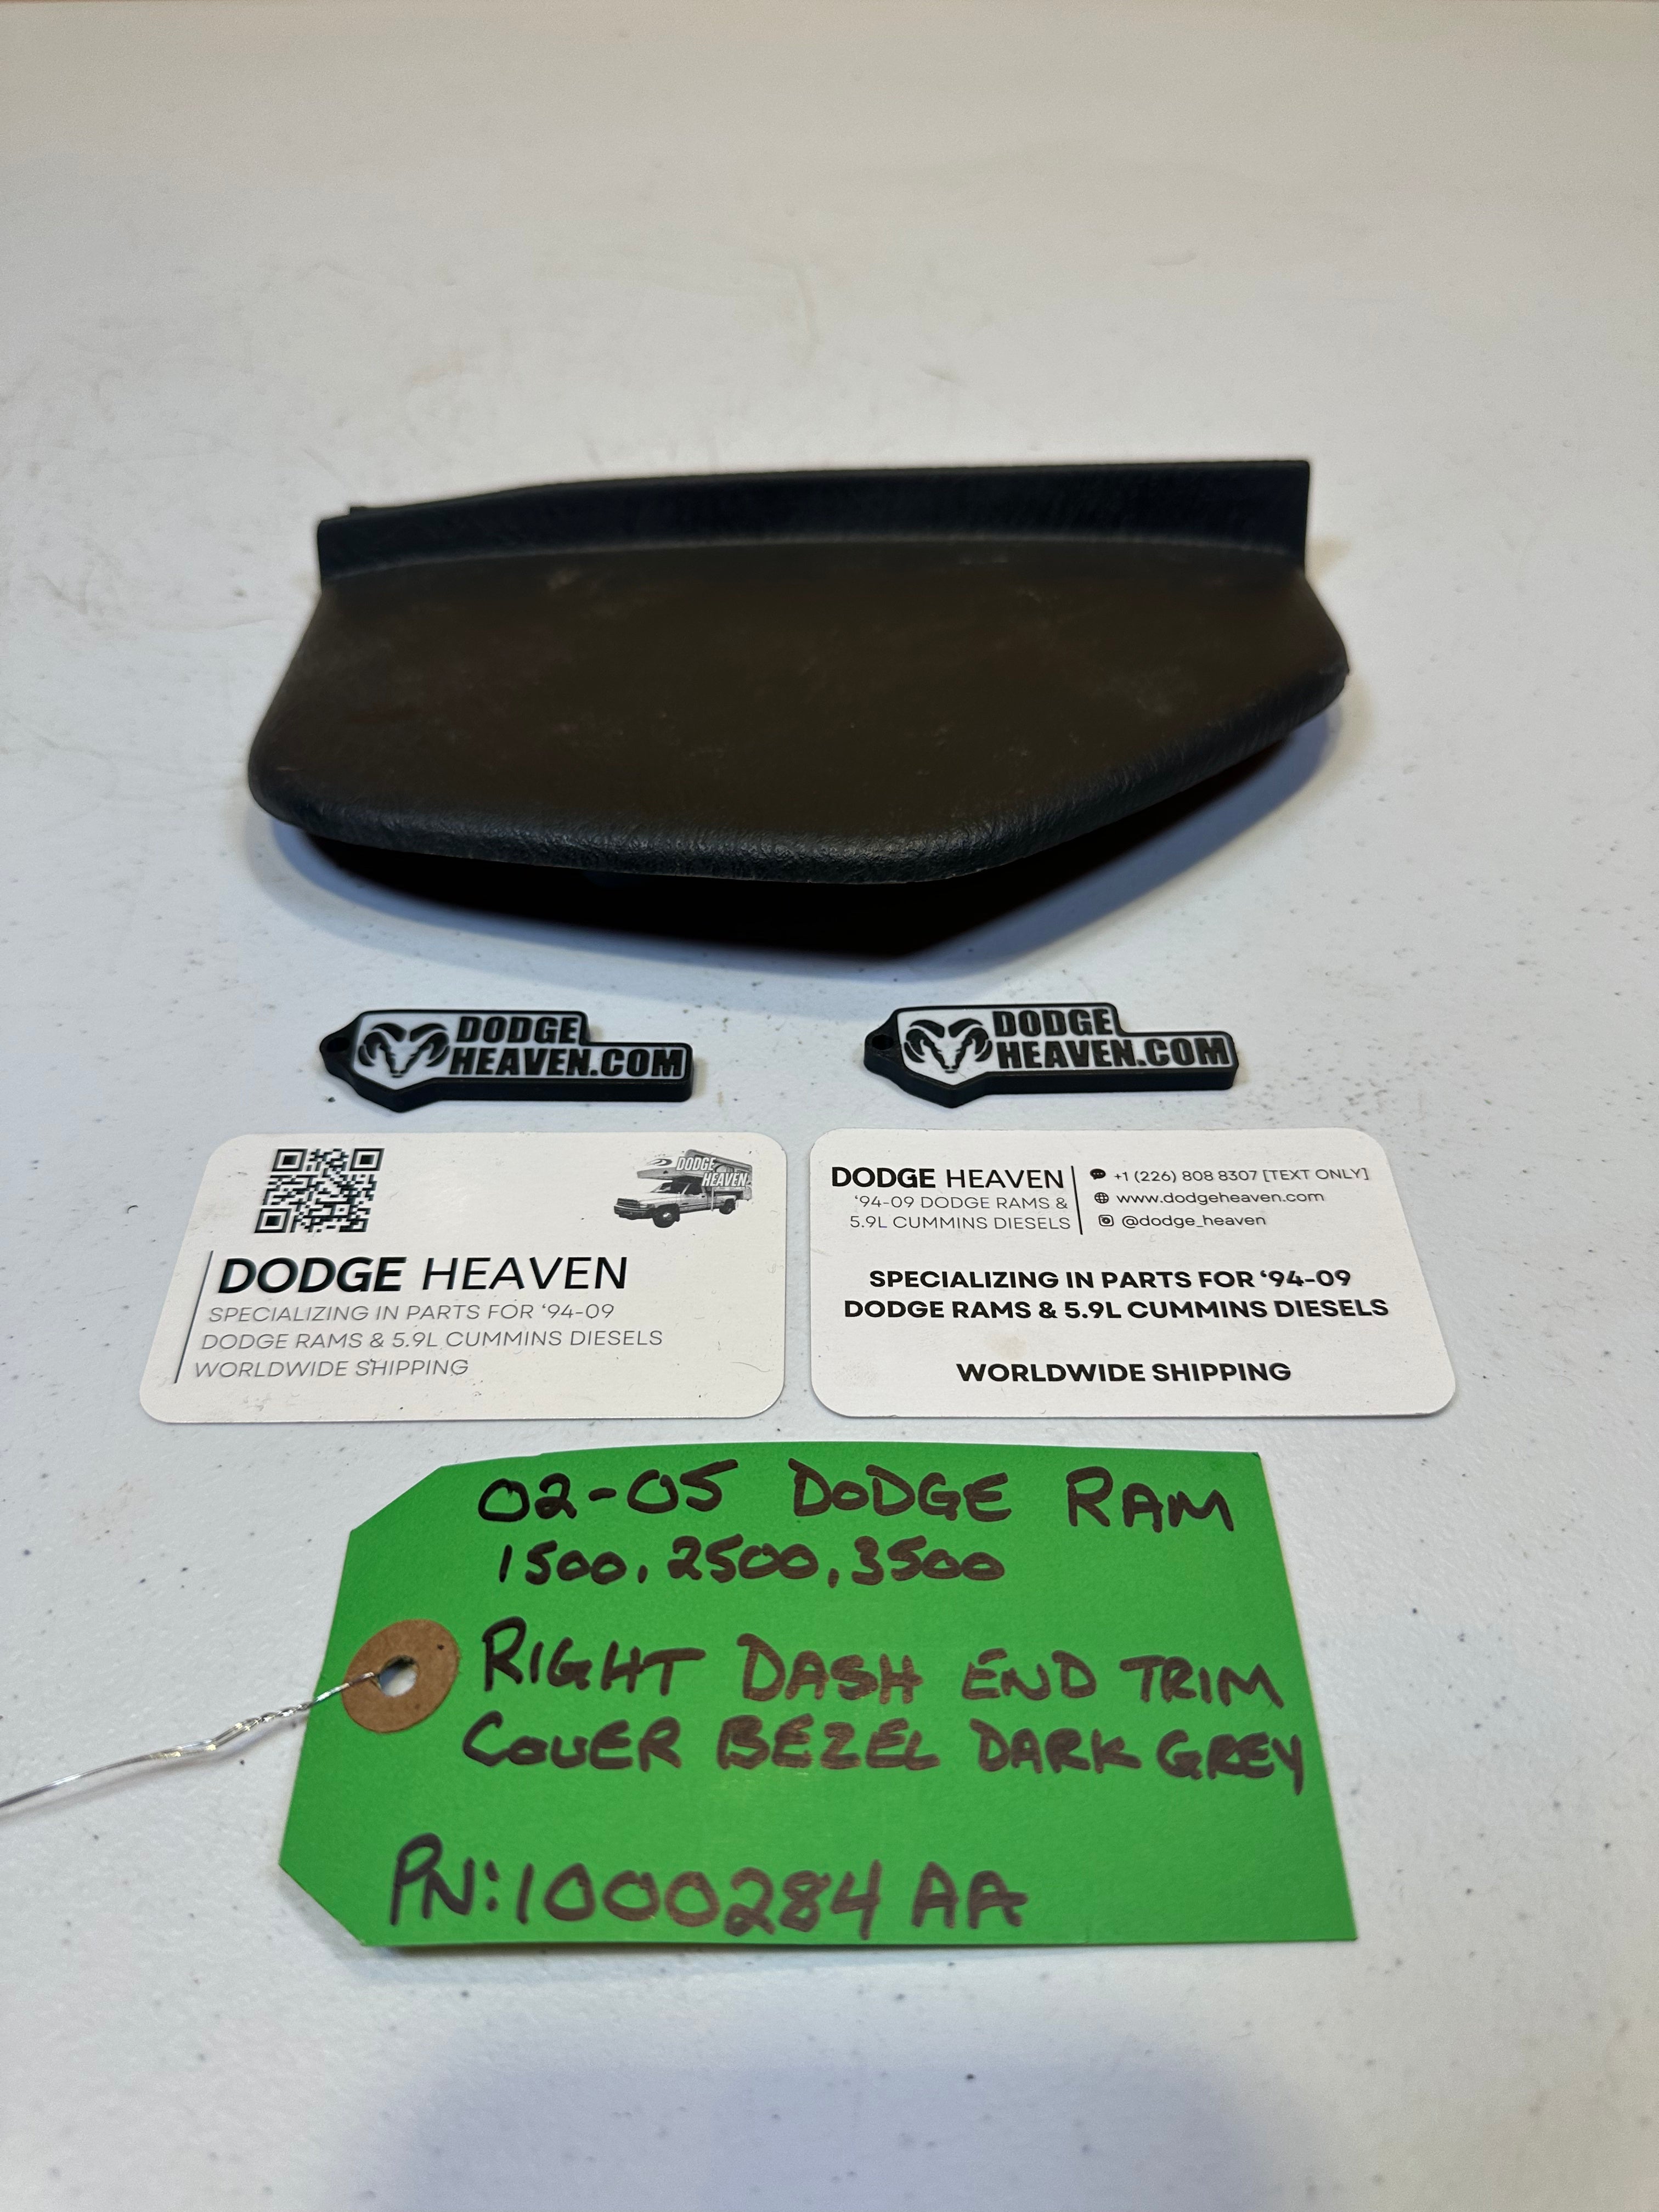 DODGE
HEAVEN.COM
DODGE
HEAVEN.COM
DODGE
HEAVEN
DODGE HEAVEN
SPECIALIZING IN PARTS FOR ‘94-09
DODGE RAMS & 5.9L CUMMINS DIESELS
WORLDWIDE SHIPPING
DODGE HEAVEN
‘94-09 DODGE RAMS &
5.9L CUMMINS DIESELS
+1 (226) 808 8307 [TEXT ONLY]
www.dodgeheaven.com
@dodge_heaven
SPECIALIZING IN PARTS FOR ‘94-09
DODGE RAMS & 5.9L CUMMINS DIESELS
WORLDWIDE SHIPPING
02-05 DODGE RAM
1500, 2500, 3500
RIGHT DASH END TRIM
COVER BEZEL DARK GREY
PN:1000284AA